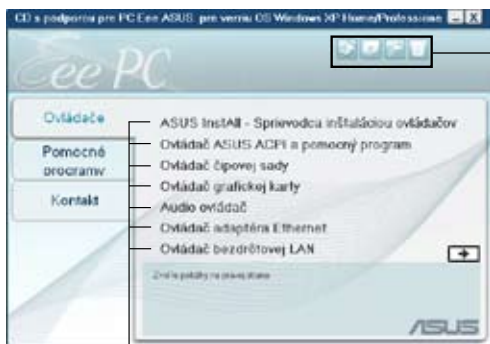 CD s podporou pre PC Eee ASUS pre verziu OS Windows XP Home/Professional
Eee PC
Ovládače
ASUS InstAll - Sprievodca inštaláciou ovládačov
Ovládač ASUS ACPI a pomocný program
Pomocné
programy
Ovládač čipovej sady
Ovládač grafickej karty
Kontakt
Audio ovládač
Ovládač adaptéra Ethernet
Ovládač bezdrôtovej LAN
ASUS